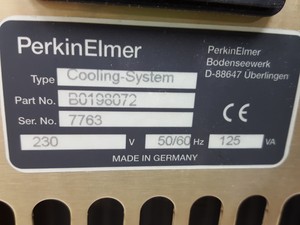 PerkinElmer
PerkinElmer
Bodenseewerk
D-88647 Überlingen
Type Cooling-System
Part No. B0198072
Ser. No. 7763
CE
230 V 50/60 Hz 125 VA
MADE IN GERMANY